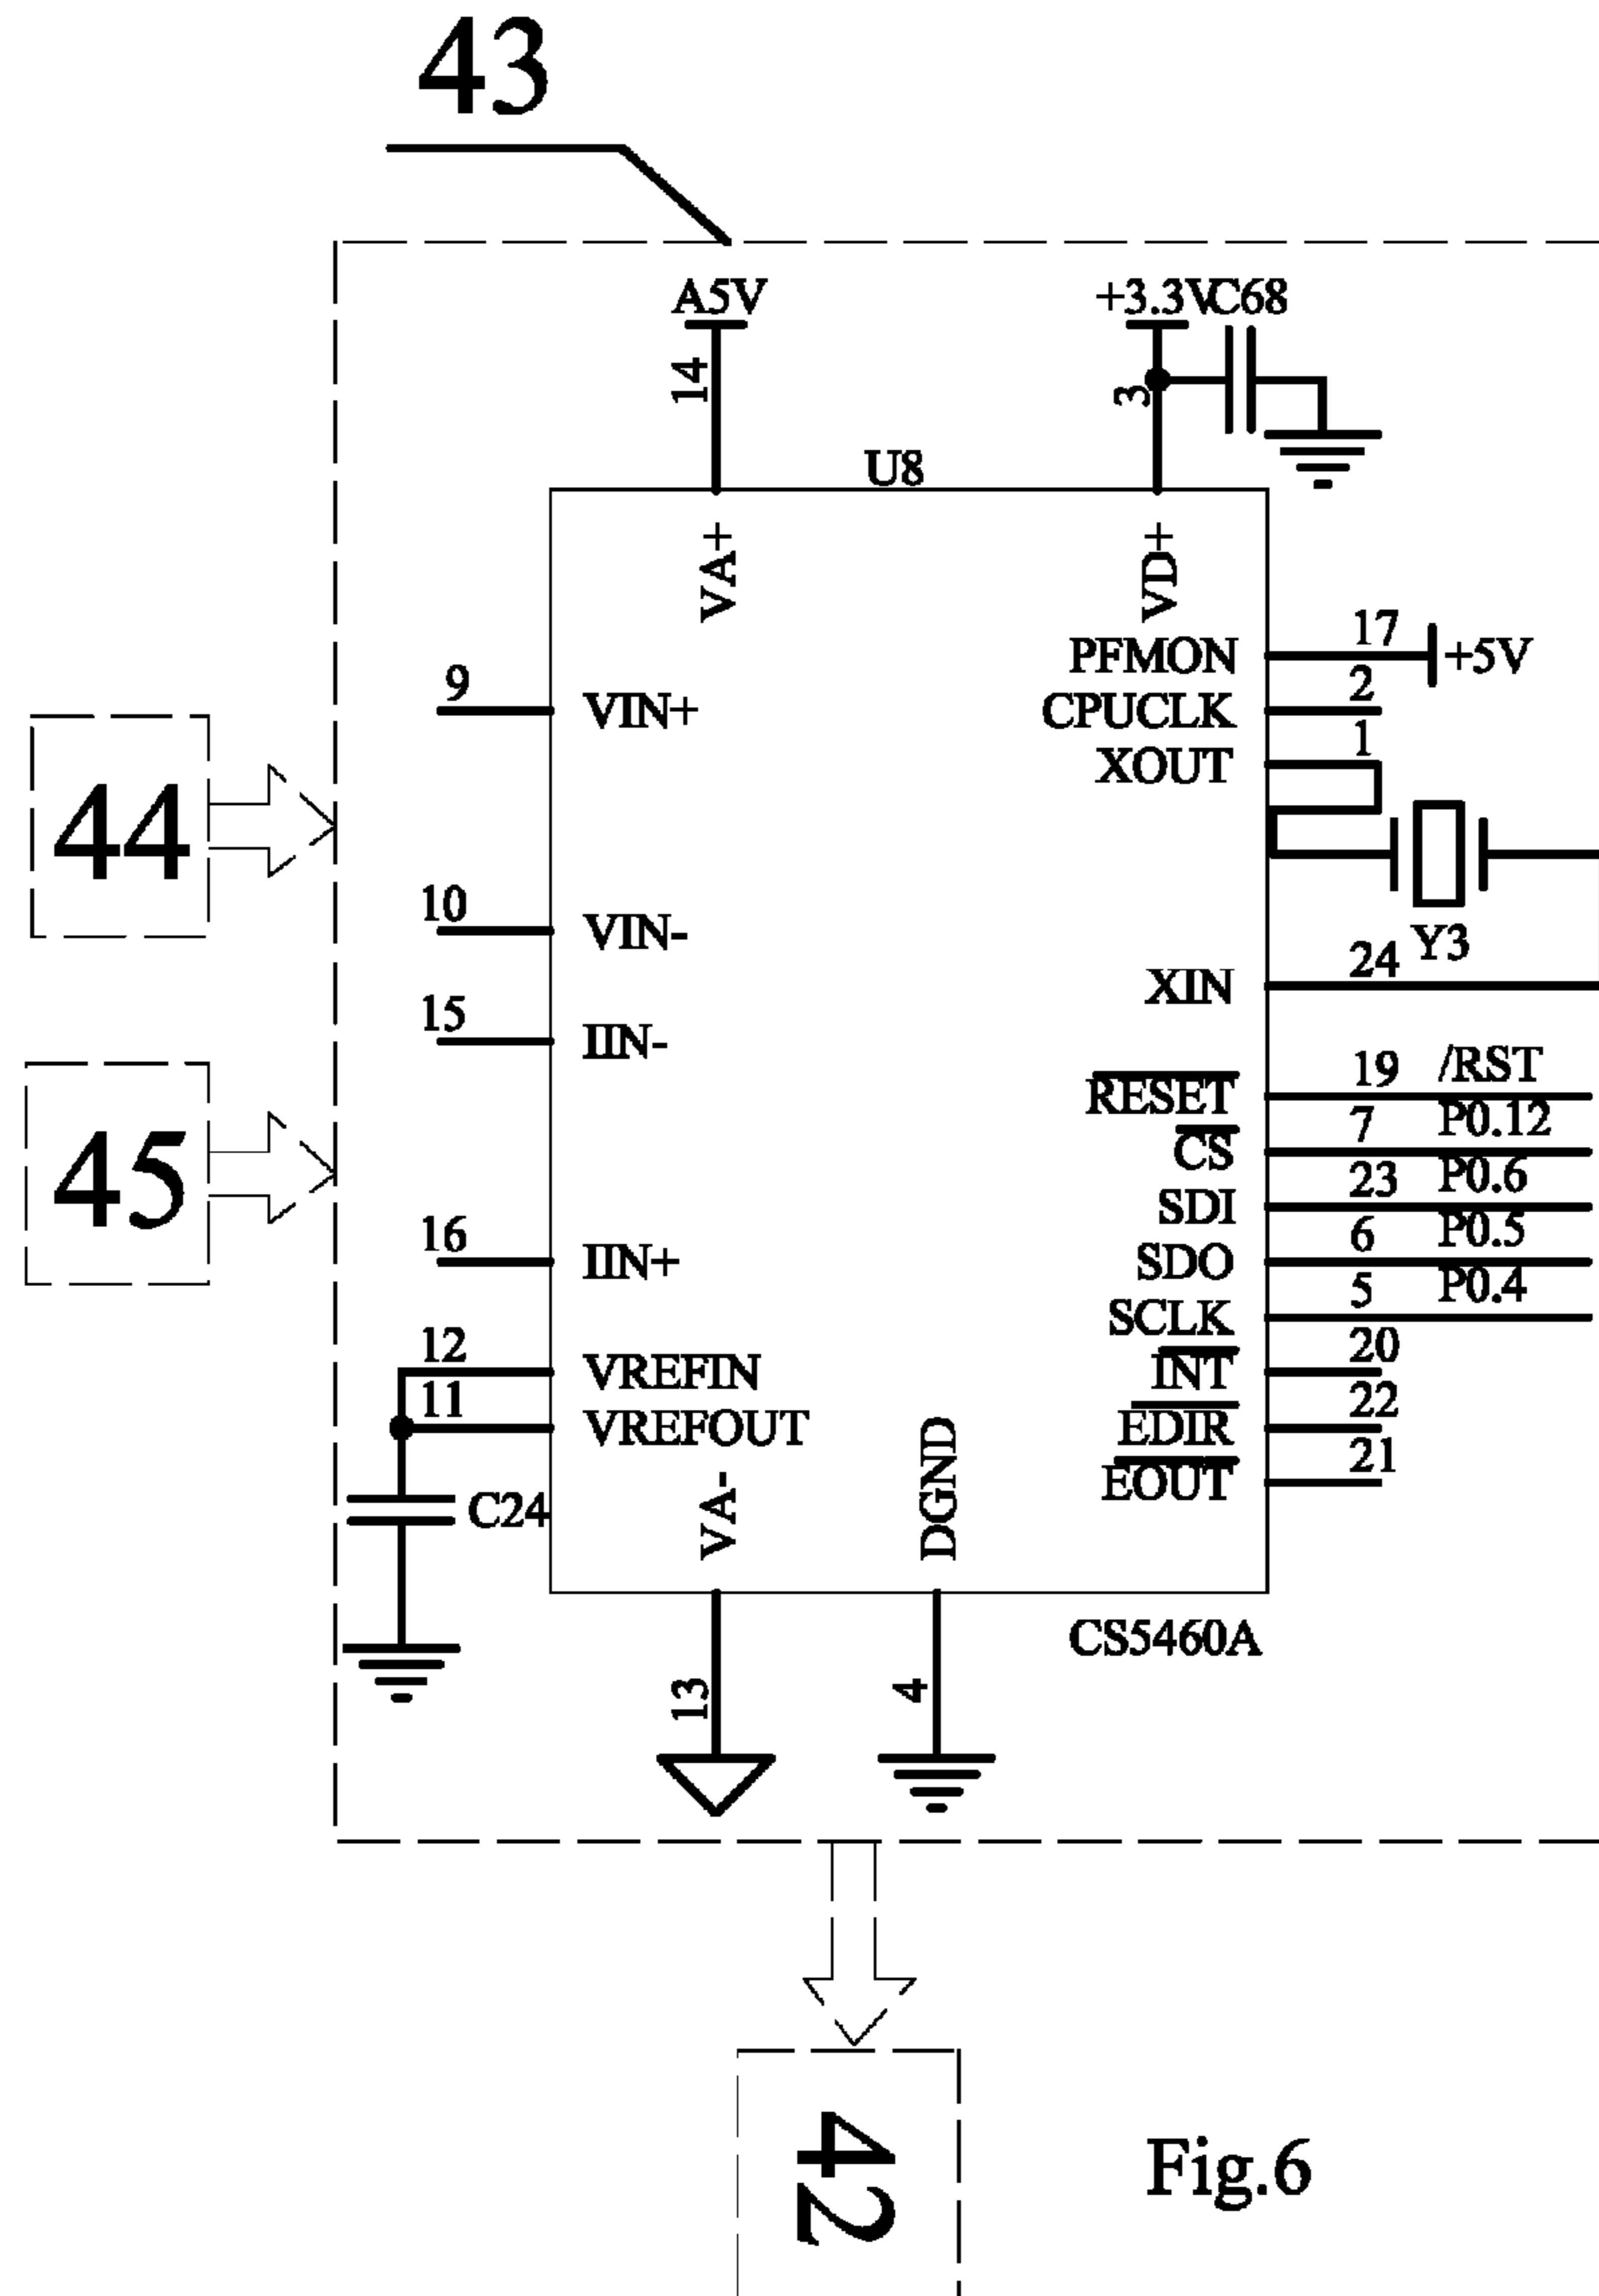 43
A5V
+3.3V
C68
14
3
U8
VA+
VD+
PFMON
17
+5V
9
VIN+
CPUCLK
2
XOUT
1
44
10
VIN-
Y3
XIN
24
15
IIN-
RESET
19
/RST
CS
7
P0.12
45
SDI
23
P0.6
16
IIN+
SDO
6
P0.5
SCLK
5
P0.4
12
VREFIN
INT
20
11
VREFOUT
EDIR
22
EOUT
21
C24
VA-
DGND
CS5460A
13
4
42
Fig.6